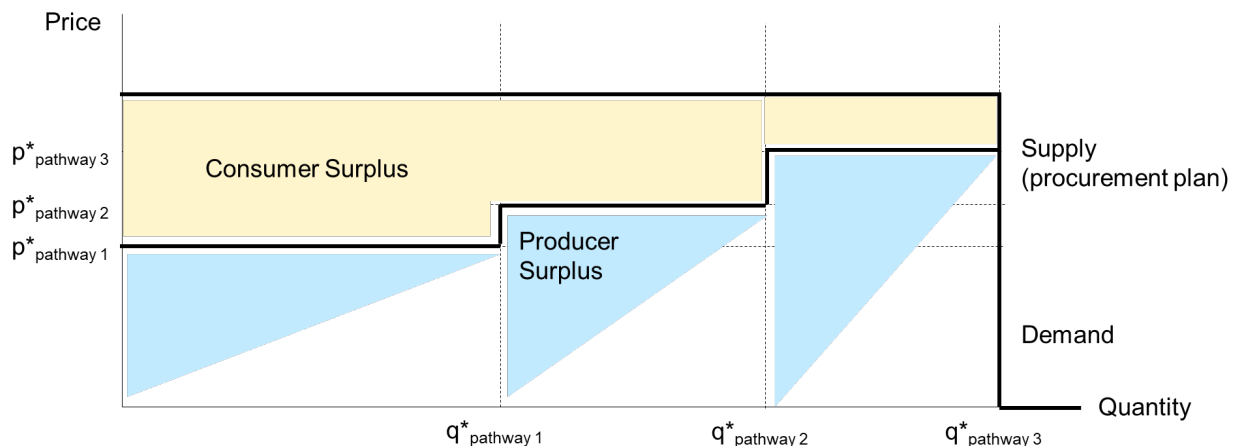 Price
p*pathway 3
p*pathway 2
p*pathway 1
Consumer Surplus
Producer
Surplus
Supply
(procurement plan)
Demand
Quantity
q*pathway 1
q*pathway 2
q*pathway 3